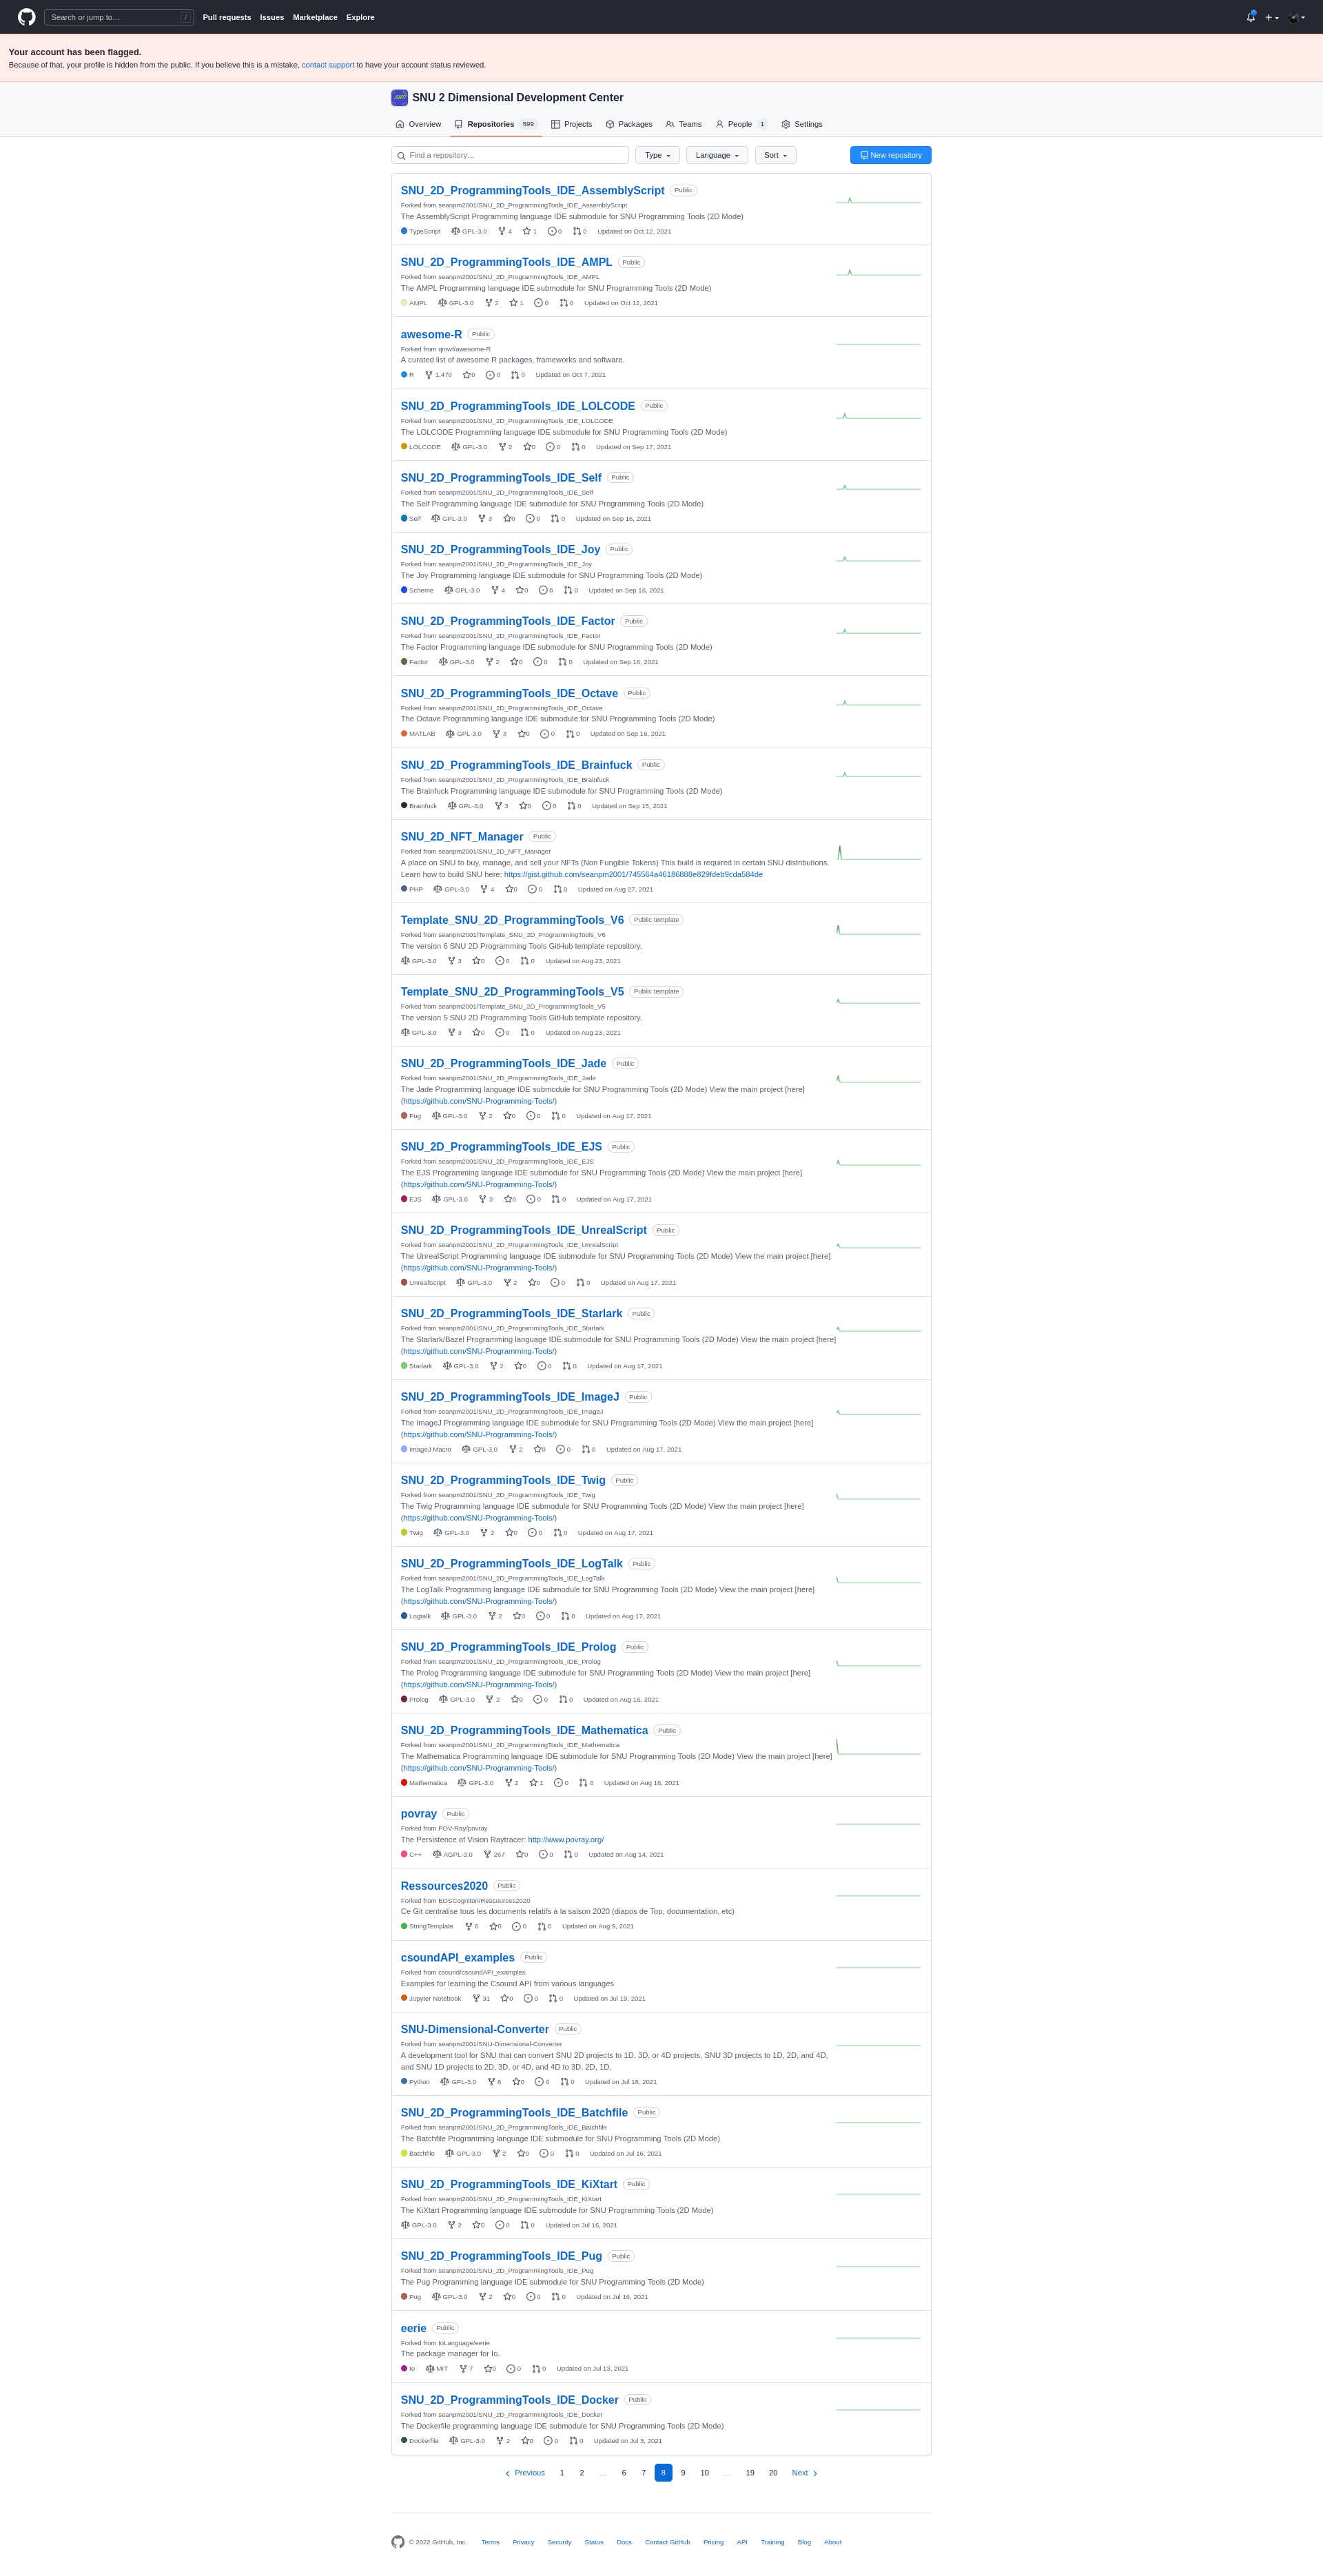 Search or jump to…
/
Pull requests Issues Marketplace Explore
Your account has been flagged.
Because of that, your profile is hidden from the public. If you believe this is a mistake, contact support to have your account status reviewed.
SNU 2 Dimensional Development Center
Overview Repositories 599 Projects Packages Teams People 1 Settings
Find a repository… Type Language Sort New repository
SNU_2D_ProgrammingTools_IDE_AssemblyScript Public
Forked from seanpm2001/SNU_2D_ProgrammingTools_IDE_AssemblyScript
The AssemblyScript Programming language IDE submodule for SNU Programming Tools (2D Mode)
TypeScript GPL-3.0 4 1 0 0 Updated on Oct 12, 2021
SNU_2D_ProgrammingTools_IDE_AMPL Public
Forked from seanpm2001/SNU_2D_ProgrammingTools_IDE_AMPL
The AMPL Programming language IDE submodule for SNU Programming Tools (2D Mode)
AMPL GPL-3.0 2 1 0 0 Updated on Oct 12, 2021
awesome-R Public
Forked from qinwf/awesome-R
A curated list of awesome R packages, frameworks and software.
R 1,470 0 0 0 Updated on Oct 7, 2021
SNU_2D_ProgrammingTools_IDE_LOLCODE Public
Forked from seanpm2001/SNU_2D_ProgrammingTools_IDE_LOLCODE
The LOLCODE Programming language IDE submodule for SNU Programming Tools (2D Mode)
LOLCODE GPL-3.0 2 0 0 0 Updated on Sep 17, 2021
SNU_2D_ProgrammingTools_IDE_Self Public
Forked from seanpm2001/SNU_2D_ProgrammingTools_IDE_Self
The Self Programming language IDE submodule for SNU Programming Tools (2D Mode)
Self GPL-3.0 3 0 0 0 Updated on Sep 16, 2021
SNU_2D_ProgrammingTools_IDE_Joy Public
Forked from seanpm2001/SNU_2D_ProgrammingTools_IDE_Joy
The Joy Programming language IDE submodule for SNU Programming Tools (2D Mode)
Scheme GPL-3.0 4 0 0 0 Updated on Sep 16, 2021
SNU_2D_ProgrammingTools_IDE_Factor Public
Forked from seanpm2001/SNU_2D_ProgrammingTools_IDE_Factor
The Factor Programming language IDE submodule for SNU Programming Tools (2D Mode)
Factor GPL-3.0 2 0 0 0 Updated on Sep 16, 2021
SNU_2D_ProgrammingTools_IDE_Octave Public
Forked from seanpm2001/SNU_2D_ProgrammingTools_IDE_Octave
The Octave Programming language IDE submodule for SNU Programming Tools (2D Mode)
MATLAB GPL-3.0 3 0 0 0 Updated on Sep 16, 2021
SNU_2D_ProgrammingTools_IDE_Brainfuck Public
Forked from seanpm2001/SNU_2D_ProgrammingTools_IDE_Brainfuck
The Brainfuck Programming language IDE submodule for SNU Programming Tools (2D Mode)
Brainfuck GPL-3.0 3 0 0 0 Updated on Sep 15, 2021
SNU_2D_NFT_Manager Public
Forked from seanpm2001/SNU_2D_NFT_Manager
A place on SNU to buy, manage, and sell your NFTs (Non Fungible Tokens) This build is required in certain SNU distributions.
Learn how to build SNU here: https://gist.github.com/seanpm2001/745564a46186888e829fdeb9cda584de
PHP GPL-3.0 4 0 0 0 Updated on Aug 27, 2021
Template_SNU_2D_ProgrammingTools_V6 Public template
Forked from seanpm2001/Template_SNU_2D_ProgrammingTools_V6
The version 6 SNU 2D Programming Tools GitHub template repository.
GPL-3.0 3 0 0 0 Updated on Aug 23, 2021
Template_SNU_2D_ProgrammingTools_V5 Public template
Forked from seanpm2001/Template_SNU_2D_ProgrammingTools_V5
The version 5 SNU 2D Programming Tools GitHub template repository.
GPL-3.0 3 0 0 0 Updated on Aug 23, 2021
SNU_2D_ProgrammingTools_IDE_Jade Public
Forked from seanpm2001/SNU_2D_ProgrammingTools_IDE_Jade
The Jade Programming language IDE submodule for SNU Programming Tools (2D Mode) View the main project [here]
(https://github.com/SNU-Programming-Tools/)
Pug GPL-3.0 2 0 0 0 Updated on Aug 17, 2021
SNU_2D_ProgrammingTools_IDE_EJS Public
Forked from seanpm2001/SNU_2D_ProgrammingTools_IDE_EJS
The EJS Programming language IDE submodule for SNU Programming Tools (2D Mode) View the main project [here]
(https://github.com/SNU-Programming-Tools/)
EJS GPL-3.0 3 0 0 0 Updated on Aug 17, 2021
SNU_2D_ProgrammingTools_IDE_UnrealScript Public
Forked from seanpm2001/SNU_2D_ProgrammingTools_IDE_UnrealScript
The UnrealScript Programming language IDE submodule for SNU Programming Tools (2D Mode) View the main project [here]
(https://github.com/SNU-Programming-Tools/)
UnrealScript GPL-3.0 2 0 0 0 Updated on Aug 17, 2021
SNU_2D_ProgrammingTools_IDE_Starlark Public
Forked from seanpm2001/SNU_2D_ProgrammingTools_IDE_Starlark
The Starlark/Bazel Programming language IDE submodule for SNU Programming Tools (2D Mode) View the main project [here]
(https://github.com/SNU-Programming-Tools/)
Starlark GPL-3.0 2 0 0 0 Updated on Aug 17, 2021
SNU_2D_ProgrammingTools_IDE_ImageJ Public
Forked from seanpm2001/SNU_2D_ProgrammingTools_IDE_ImageJ
The ImageJ Programming language IDE submodule for SNU Programming Tools (2D Mode) View the main project [here]
(https://github.com/SNU-Programming-Tools/)
ImageJ Macro GPL-3.0 2 0 0 0 Updated on Aug 17, 2021
SNU_2D_ProgrammingTools_IDE_Twig Public
Forked from seanpm2001/SNU_2D_ProgrammingTools_IDE_Twig
The Twig Programming language IDE submodule for SNU Programming Tools (2D Mode) View the main project [here]
(https://github.com/SNU-Programming-Tools/)
Twig GPL-3.0 2 0 0 0 Updated on Aug 17, 2021
SNU_2D_ProgrammingTools_IDE_LogTalk Public
Forked from seanpm2001/SNU_2D_ProgrammingTools_IDE_LogTalk
The LogTalk Programming language IDE submodule for SNU Programming Tools (2D Mode) View the main project [here]
(https://github.com/SNU-Programming-Tools/)
Logtalk GPL-3.0 2 0 0 0 Updated on Aug 17, 2021
SNU_2D_ProgrammingTools_IDE_Prolog Public
Forked from seanpm2001/SNU_2D_ProgrammingTools_IDE_Prolog
The Prolog Programming language IDE submodule for SNU Programming Tools (2D Mode) View the main project [here]
(https://github.com/SNU-Programming-Tools/)
Prolog GPL-3.0 2 0 0 0 Updated on Aug 16, 2021
SNU_2D_ProgrammingTools_IDE_Mathematica Public
Forked from seanpm2001/SNU_2D_ProgrammingTools_IDE_Mathematica
The Mathematica Programming language IDE submodule for SNU Programming Tools (2D Mode) View the main project [here]
(https://github.com/SNU-Programming-Tools/)
Mathematica GPL-3.0 2 1 0 0 Updated on Aug 16, 2021
povray Public
Forked from POV-Ray/povray
The Persistence of Vision Raytracer: http://www.povray.org/
C++ AGPL-3.0 267 0 0 0 Updated on Aug 14, 2021
Ressources2020 Public
Forked from EOSCogniton/Ressources2020
Ce Git centralise tous les documents relatifs à la saison 2020 (diapos de Top, documentation, etc)
StringTemplate 6 0 0 0 Updated on Aug 9, 2021
csoundAPI_examples Public
Forked from csound/csoundAPI_examples
Examples for learning the Csound API from various languages
Jupyter Notebook 31 0 0 0 Updated on Jul 19, 2021
SNU-Dimensional-Converter Public
Forked from seanpm2001/SNU-Dimensional-Converter
A development tool for SNU that can convert SNU 2D projects to 1D, 3D, or 4D projects, SNU 3D projects to 1D, 2D, and 4D,
and SNU 1D projects to 2D, 3D, or 4D, and 4D to 3D, 2D, 1D.
Python GPL-3.0 6 0 0 0 Updated on Jul 18, 2021
SNU_2D_ProgrammingTools_IDE_Batchfile Public
Forked from seanpm2001/SNU_2D_ProgrammingTools_IDE_Batchfile
The Batchfile Programming language IDE submodule for SNU Programming Tools (2D Mode)
Batchfile GPL-3.0 2 0 0 0 Updated on Jul 16, 2021
SNU_2D_ProgrammingTools_IDE_KiXtart Public
Forked from seanpm2001/SNU_2D_ProgrammingTools_IDE_KiXtart
The KiXtart Programming language IDE submodule for SNU Programming Tools (2D Mode)
GPL-3.0 2 0 0 0 Updated on Jul 16, 2021
SNU_2D_ProgrammingTools_IDE_Pug Public
Forked from seanpm2001/SNU_2D_ProgrammingTools_IDE_Pug
The Pug Programming language IDE submodule for SNU Programming Tools (2D Mode)
Pug GPL-3.0 2 0 0 0 Updated on Jul 16, 2021
eerie Public
Forked from IoLanguage/eerie
The package manager for Io.
Io MIT 7 0 0 0 Updated on Jul 13, 2021
SNU_2D_ProgrammingTools_IDE_Docker Public
Forked from seanpm2001/SNU_2D_ProgrammingTools_IDE_Docker
The Dockerfile programming language IDE submodule for SNU Programming Tools (2D Mode)
Dockerfile GPL-3.0 2 0 0 0 Updated on Jul 3, 2021
Previous 1 2 … 6 7 8 9 10 … 19 20 Next
© 2022 GitHub, Inc. Terms Privacy Security Status Docs Contact GitHub Pricing API Training Blog About